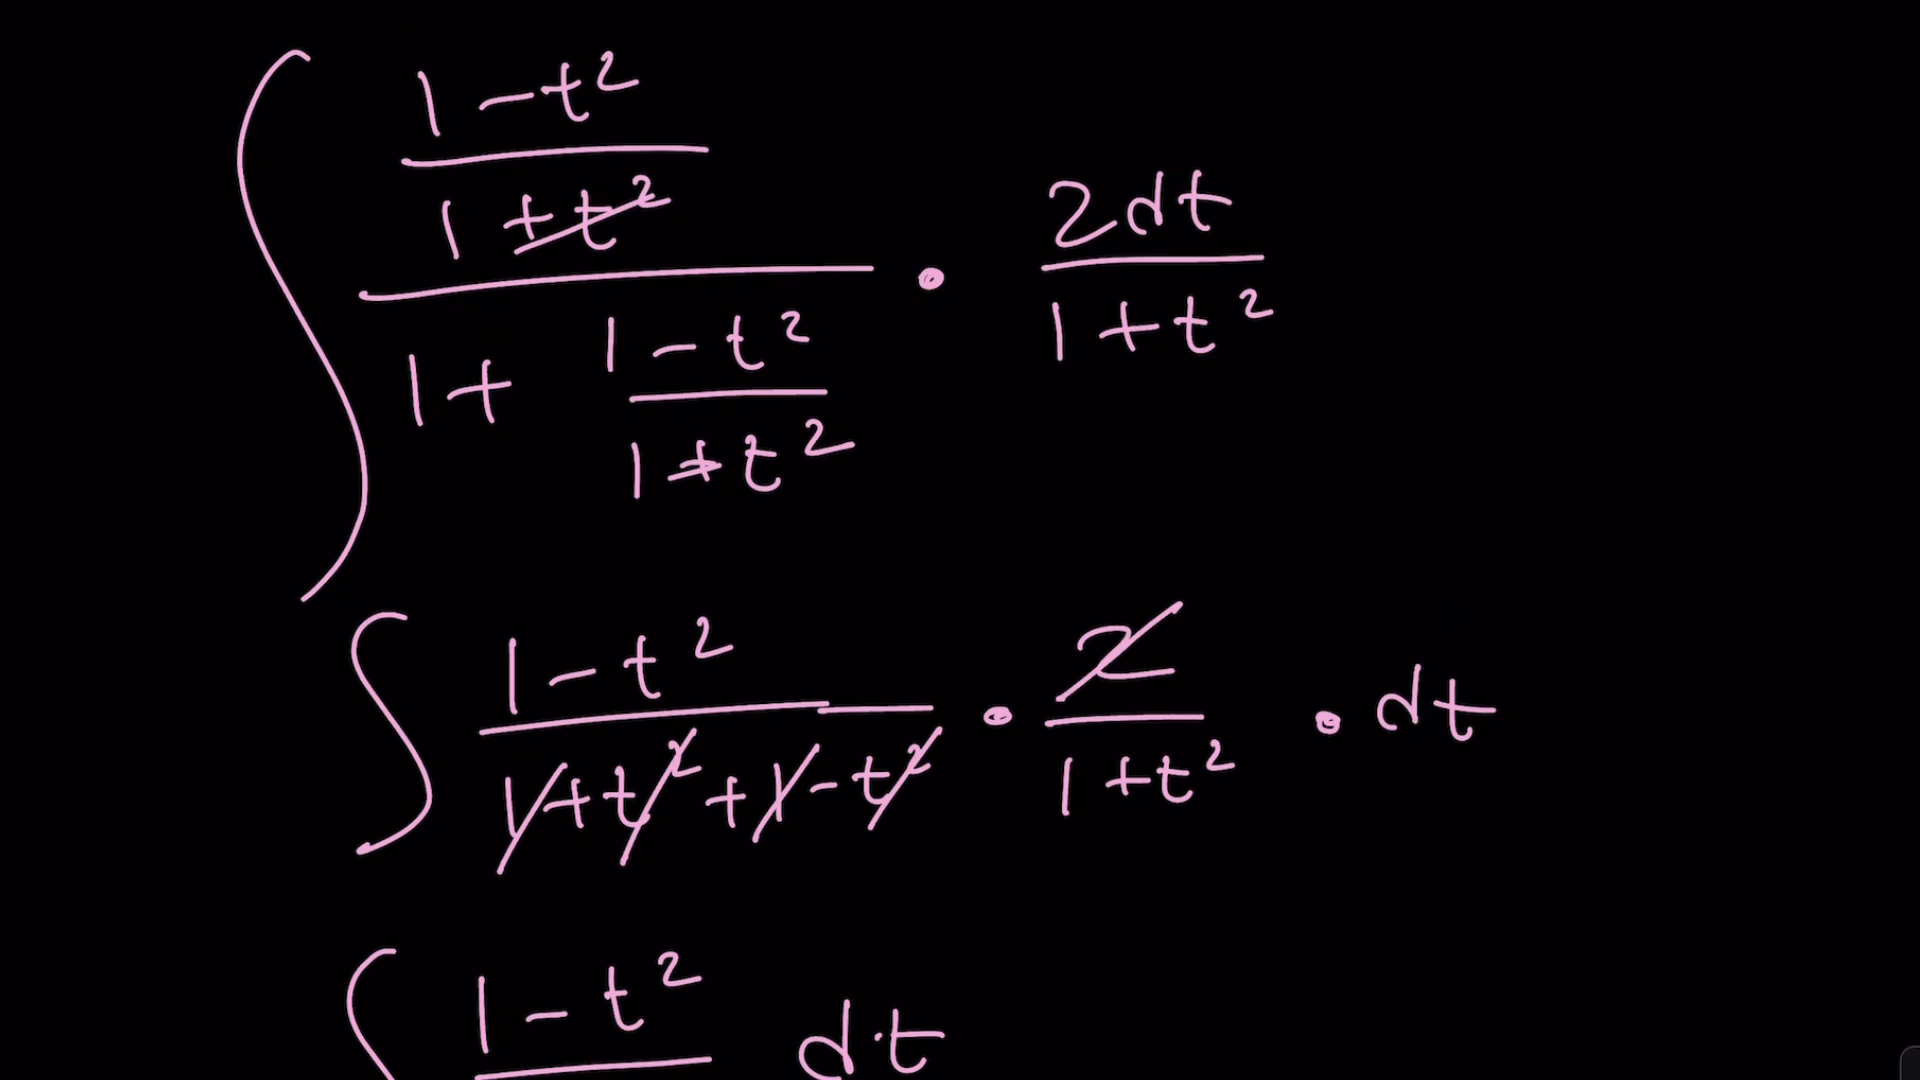 ∫ ((1-t²)/(1+t²))/(1+(1-t²)/(1+t²)) • 2dt/(1+t²)
∫ (1-t²)/(1+t²+1-t²) • 2/(1+t²) • dt
∫ 1-t² dt